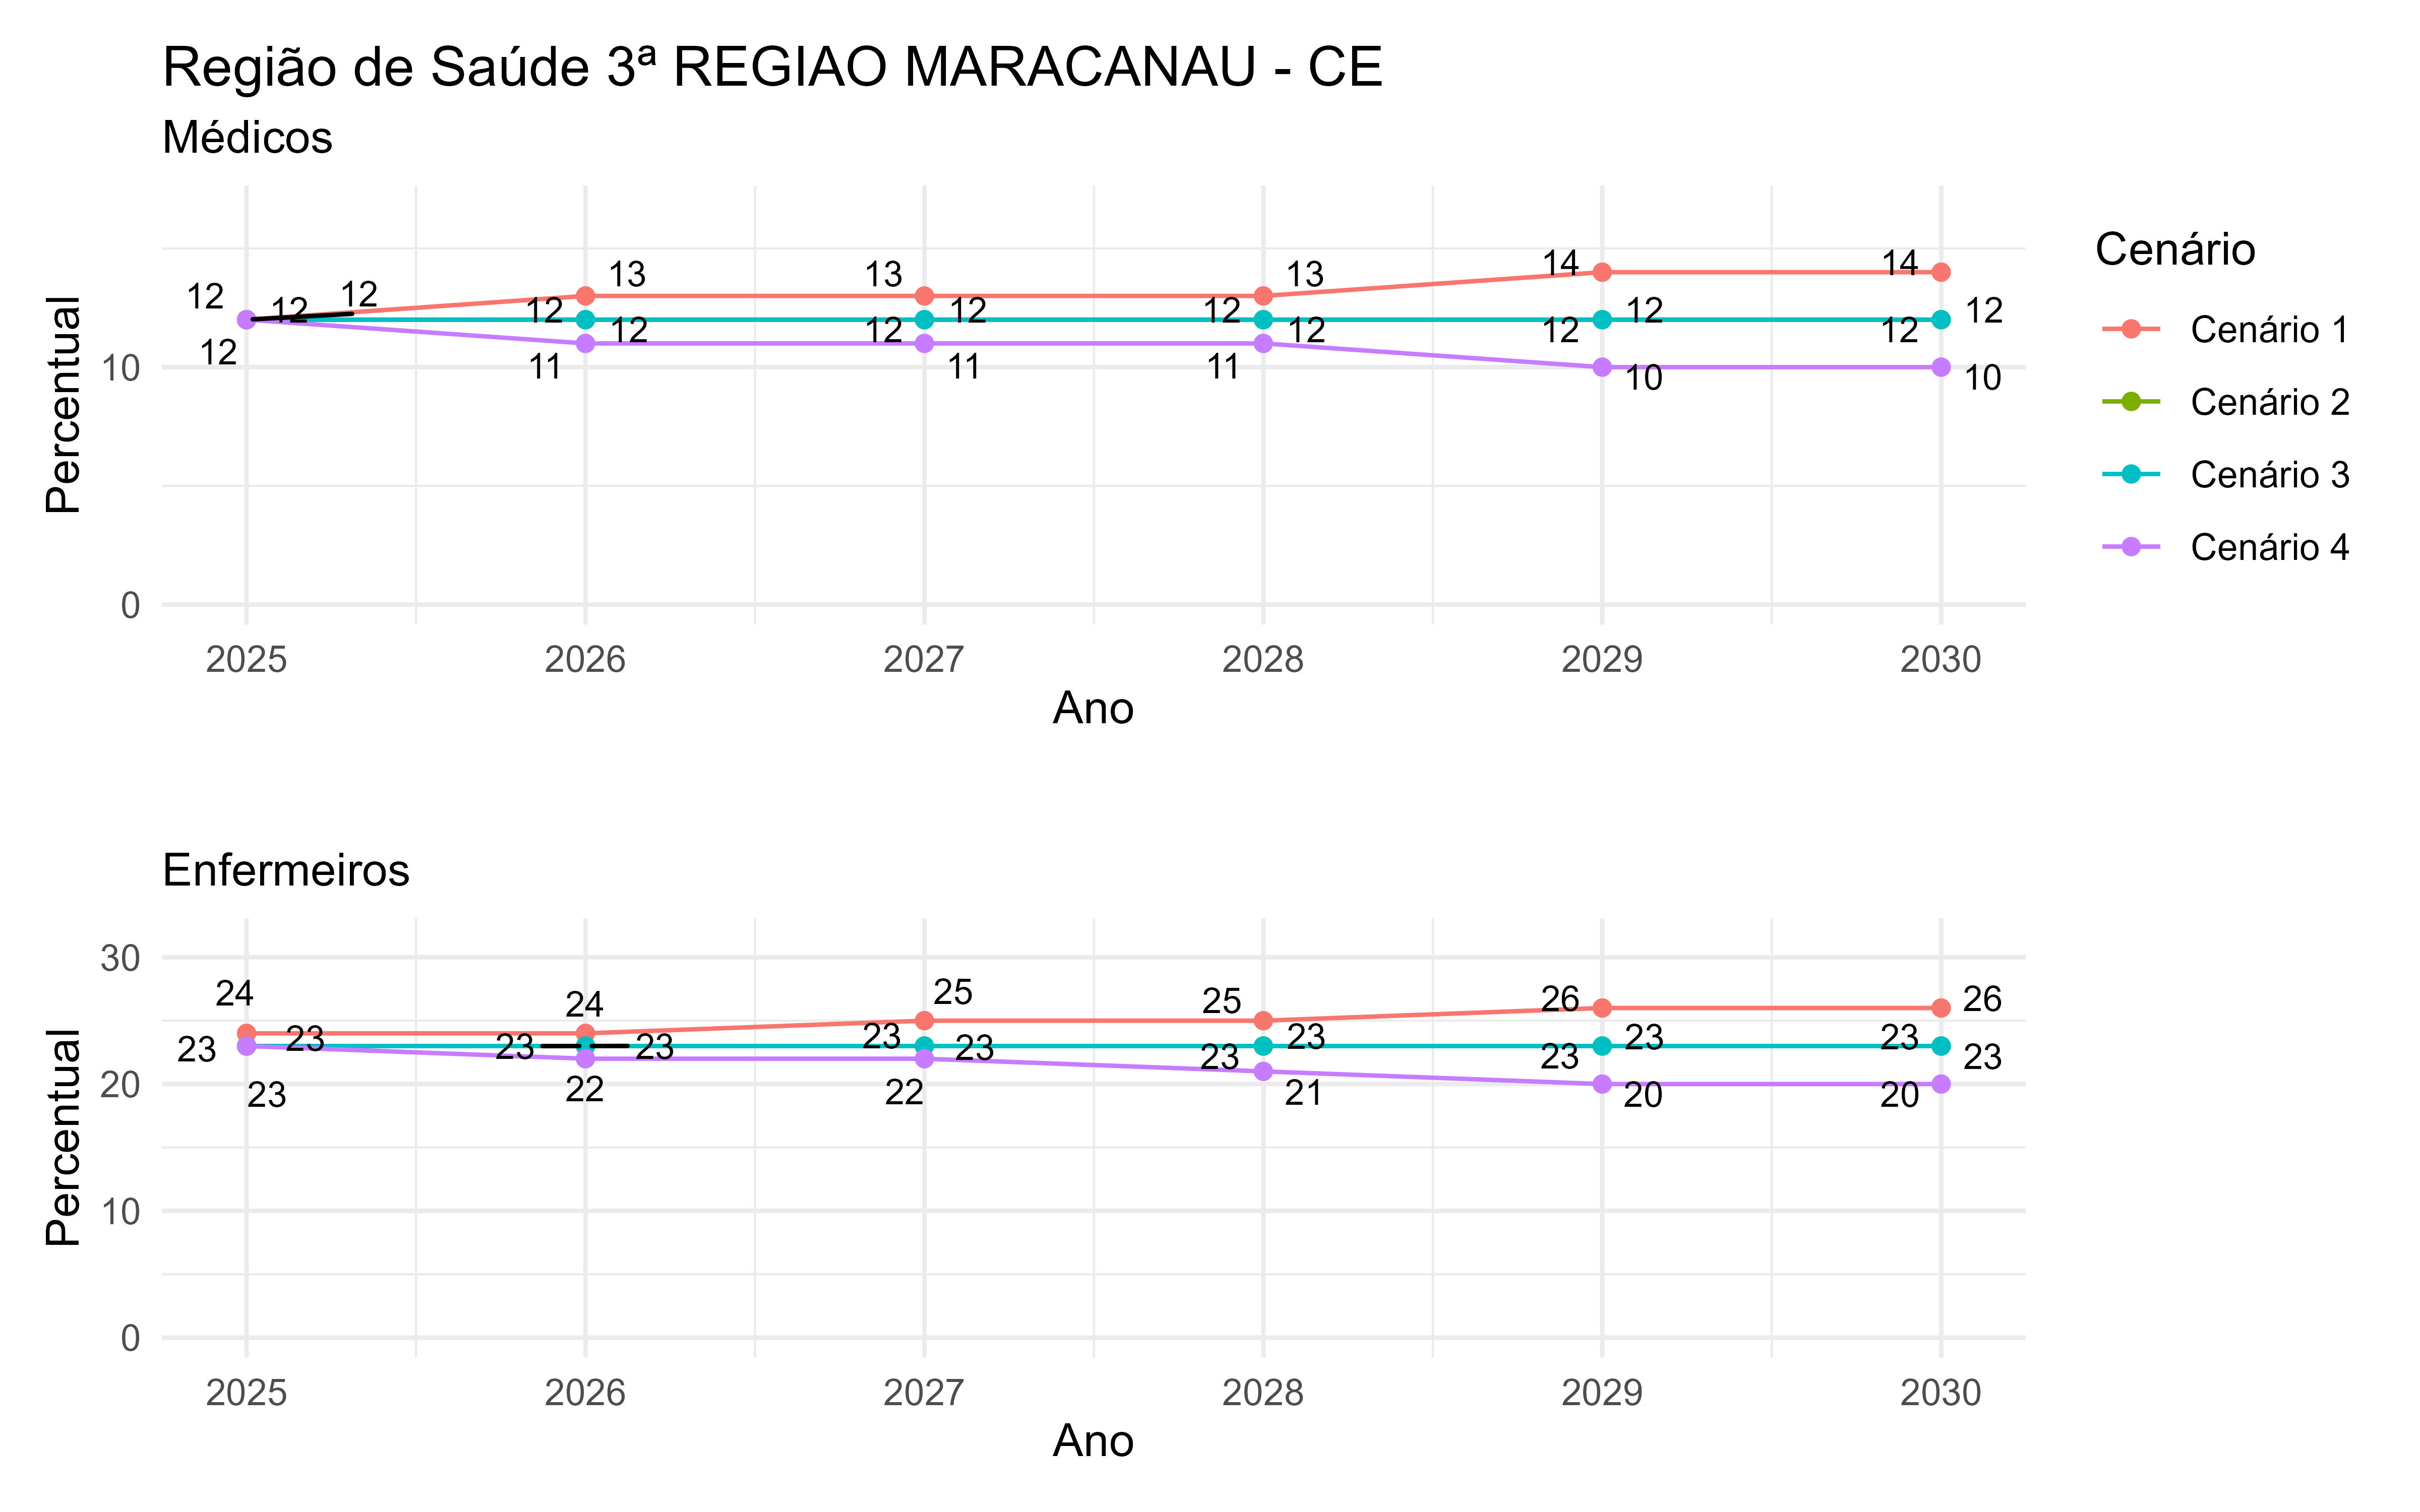 Região de Saúde 3ª REGIAO MARACANAU - CE
Médicos
Percentual
14 14
13 13 13
12 12 12 12 12 12 12 12
12 12 12 12 12 12
11 11 11
10 10
10
0
2025 2026 2027 2028 2029 2030
Ano
Cenário
Cenário 1
Cenário 2
Cenário 3
Cenário 4
Enfermeiros
Percentual
30
24 24 25 25 26 26
23 23 23 23 23 23 23 23 23
23 23 23
20
23 22 22 21 20 20
10
0
2025 2026 2027 2028 2029 2030
Ano